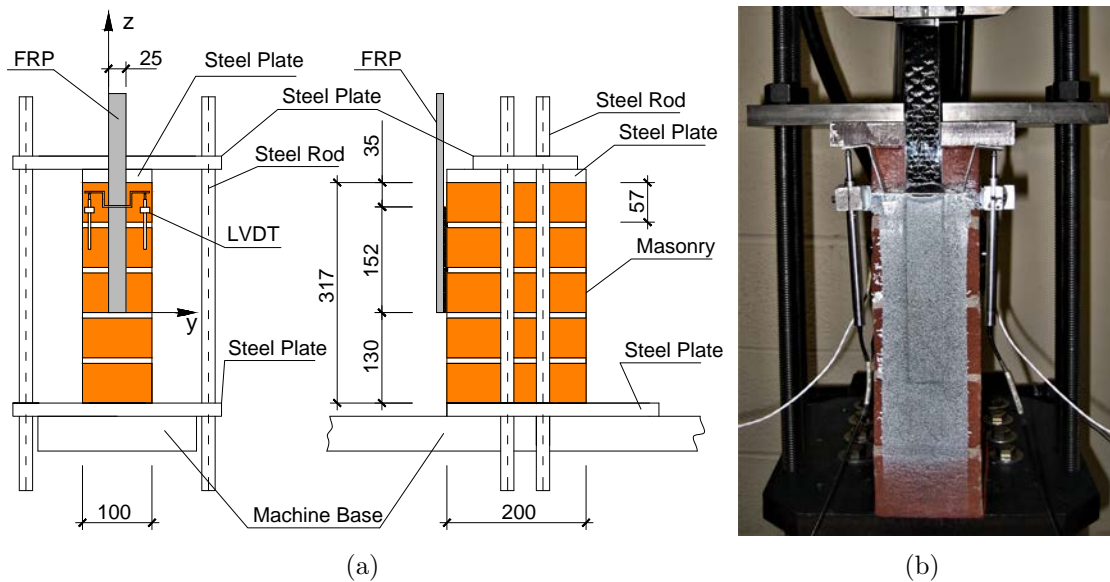 z
FRP
25
Steel Plate
FRP
Steel Plate
Steel Rod
Steel Plate
Steel Rod
35
57
LVDT
Masonry
317
152
y
130
Steel Plate
Steel Plate
100
Machine Base
200
(a)
(b)